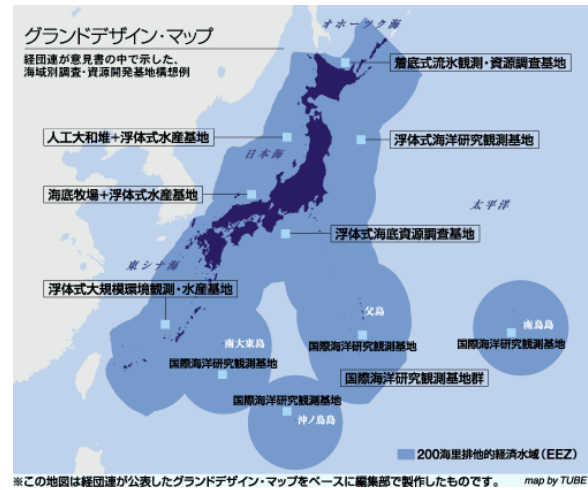 グランドデザイン・マップ
経団連が意見書の中で示した、
海域別調査・資源開発基地構想例
オホーツク海
着底式流氷観測・資源調査基地
人工大和堆+浮体式水産基地
浮体式海洋研究観測基地
日本海
海底牧場+浮体式水産基地
太平洋
浮体式海底資源調査基地
東シナ海
浮体式大規模環境観測・水産基地
父島
南鳥島
南大東島
国際海洋研究観測基地
国際海洋研究観測基地
国際海洋研究観測基地
国際海洋研究観測基地群
国際海洋研究観測基地
沖ノ鳥島
200海里排他的経済水域(EEZ)
※この地図は経団連が公表したグランドデザイン・マップをベースに編集部で製作したものです。
map by TUBE